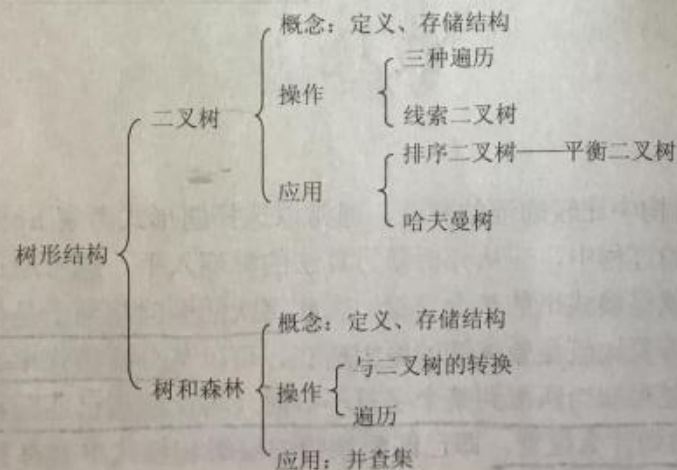 概念：定义、存储结构
三种遍历
操作
二叉树
线索二叉树
排序二叉树——平衡二叉树
应用
哈夫曼树
树形结构
概念：定义、存储结构
与二叉树的转换
树和森林
操作
遍历
应用：并查集